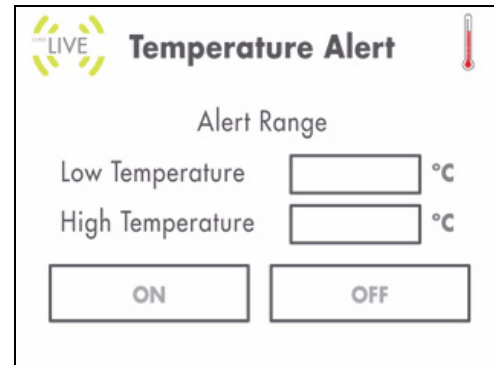 LIVE
Temperature Alert
Alert Range
Low Temperature °C
High Temperature °C
ON OFF